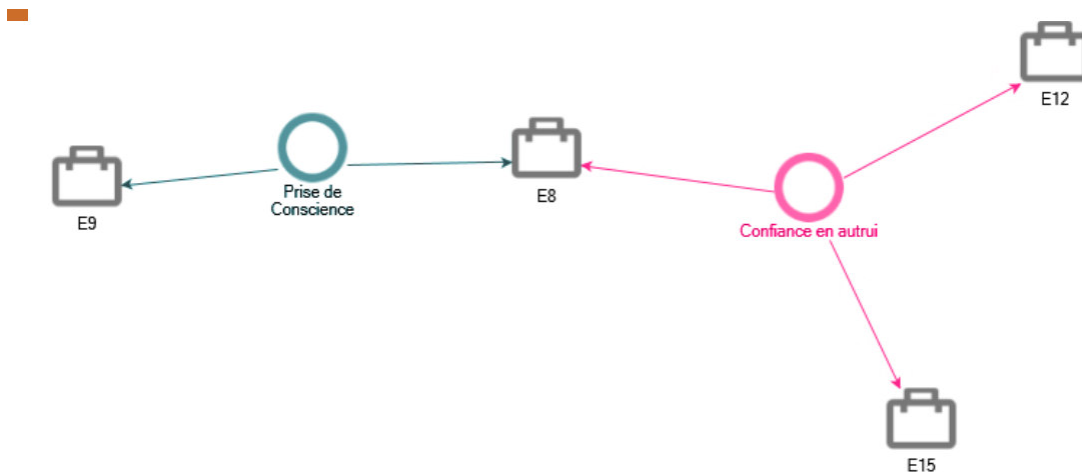 E12
Prise de
Conscience
E8
E9
Confiance en autrui
E15